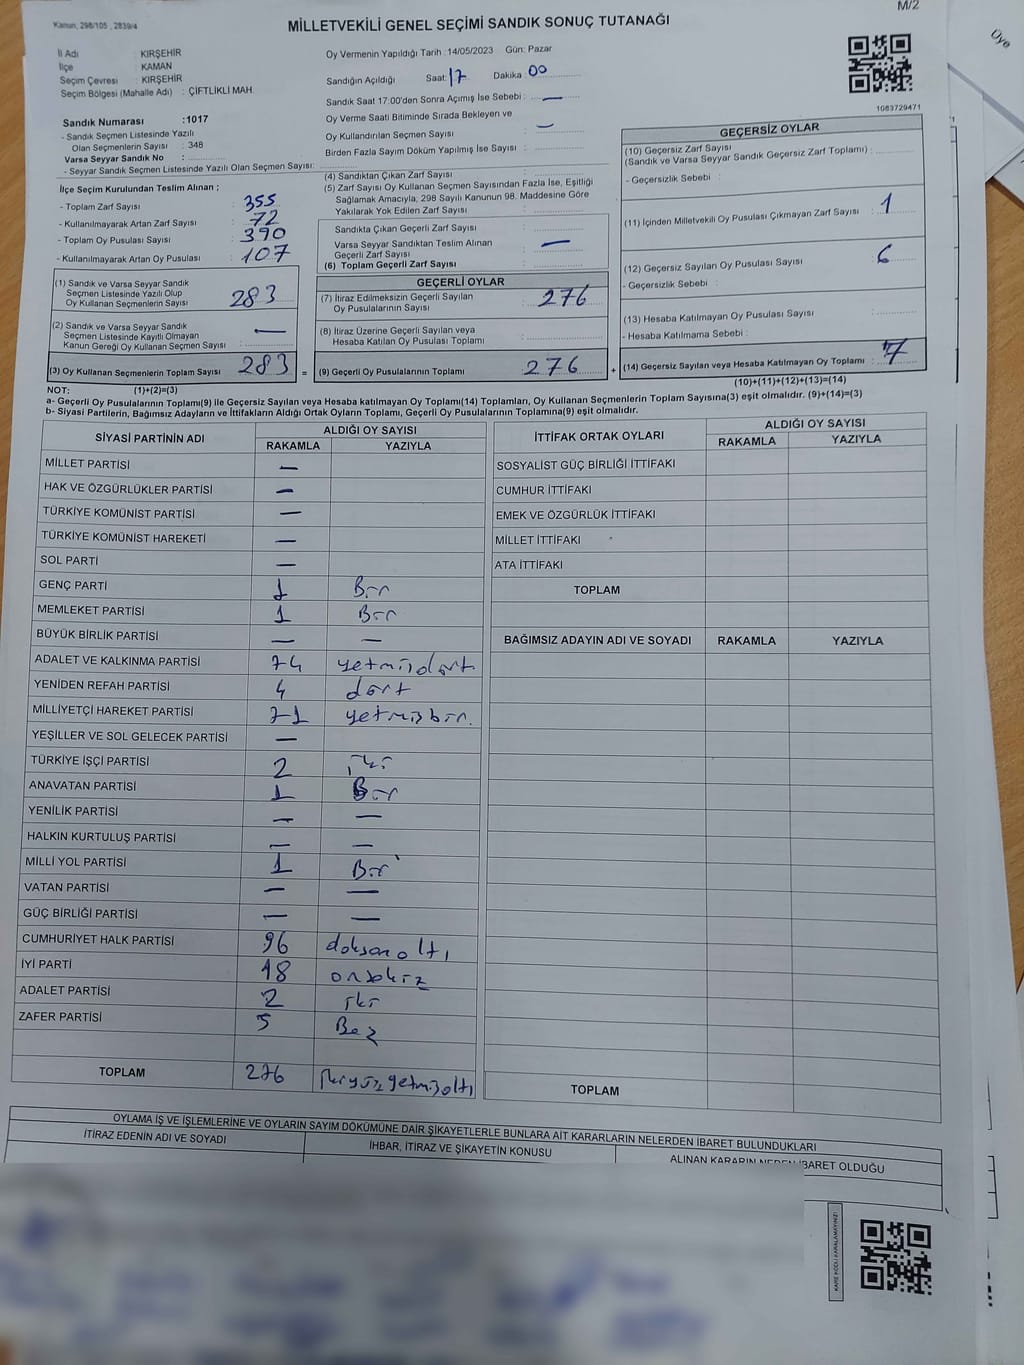 Kanun, 298/105 , 2839/4
M/2
MİLLETVEKİLİ GENEL SEÇİMİ SANDIK SONUÇ TUTANAĞI
Üye
İl Adı : KIRŞEHİR
İlçe : KAMAN
Seçim Çevresi : KIRŞEHİR
Seçim Bölgesi (Mahalle Adı) : ÇİFTLİKLİ MAH.
Sandık Numarası :1017
- Sandık Seçmen Listesinde Yazılı
Olan Seçmenlerin Sayısı : 348
Varsa Seyyar Sandık No :
- Seyyar Sandık Seçmen Listesinde Yazılı Olan Seçmen Sayısı:
İlçe Seçim Kurulundan Teslim Alınan ;
- Toplam Zarf Sayısı : 355
- Kullanılmayarak Artan Zarf Sayısı : 72
- Toplam Oy Pusulası Sayısı : 390
- Kullanılmayarak Artan Oy Pusulası : 107
(1) Sandık ve Varsa Seyyar Sandık
Seçmen Listesinde Yazılı Olup
Oy Kullanan Seçmenlerin Sayısı : 283
(2) Sandık ve Varsa Seyyar Sandık
Seçmen Listesinde Kayıtlı Olmayan
Kanun Gereği Oy Kullanan Seçmen Sayısı : —
(3) Oy Kullanan Seçmenlerin Toplam Sayısı : 283 =
Oy Vermenin Yapıldığı Tarih :14/05/2023 Gün: Pazar
Sandığın Açıldığı Saat: 17 Dakika 00
Sandık Saat 17:00'den Sonra Açılmış İse Sebebi : —
Oy Verme Saati Bitiminde Sırada Bekleyen ve
Oy Kullandırılan Seçmen Sayısı : —
Birden Fazla Sayım Döküm Yapılmış İse Sayısı :
(4) Sandıktan Çıkan Zarf Sayısı :
(5) Zarf Sayısı Oy Kullanan Seçmen Sayısından Fazla İse, Eşitliği
Sağlamak Amacıyla, 298 Sayılı Kanunun 98. Maddesine Göre
Yakılarak Yok Edilen Zarf Sayısı :
Sandıkta Çıkan Geçerli Zarf Sayısı :
Varsa Seyyar Sandıktan Teslim Alınan
Geçerli Zarf Sayısı : —
(6) Toplam Geçerli Zarf Sayısı :
GEÇERLİ OYLAR
(7) İtiraz Edilmeksizin Geçerli Sayılan
Oy Pusulalarının Sayısı : 276
(8) İtiraz Üzerine Geçerli Sayılan veya
Hesaba Katılan Oy Pusulası Toplamı :
(9) Geçerli Oy Pusulalarının Toplamı : 276 +
1083729471
GEÇERSİZ OYLAR
(10) Geçersiz Zarf Sayısı
(Sandık ve Varsa Seyyar Sandık Geçersiz Zarf Toplamı) :
- Geçersizlik Sebebi :
(11) İçinden Milletvekili Oy Pusulası Çıkmayan Zarf Sayısı : 1
(12) Geçersiz Sayılan Oy Pusulası Sayısı : 6
- Geçersizlik Sebebi :
(13) Hesaba Katılmayan Oy Pusulası Sayısı :
- Hesaba Katılmama Sebebi :
(14) Geçersiz Sayılan veya Hesaba Katılmayan Oy Toplamı : 7
NOT: (1)+(2)=(3) (10)+(11)+(12)+(13)=(14)
a- Geçerli Oy Pusulalarının Toplamı(9) ile Geçersiz Sayılan veya Hesaba katılmayan Oy Toplamı(14) Toplamları, Oy Kullanan Seçmenlerin Toplam Sayısına(3) eşit olmalıdır. (9)+(14)=(3)
b- Siyasi Partilerin, Bağımsız Adayların ve İttifakların Aldığı Ortak Oyların Toplamı, Geçerli Oy Pusulalarının Toplamına(9) eşit olmalıdır.
SİYASİ PARTİNİN ADI ALDIĞI OY SAYISI
RAKAMLA YAZIYLA
MİLLET PARTİSİ —
HAK VE ÖZGÜRLÜKLER PARTİSİ —
TÜRKİYE KOMÜNİST PARTİSİ —
TÜRKİYE KOMÜNİST HAREKETİ —
SOL PARTİ —
GENÇ PARTİ 1 Bir
MEMLEKET PARTİSİ 1 Bir
BÜYÜK BİRLİK PARTİSİ — —
ADALET VE KALKINMA PARTİSİ 74 yetmişdört
YENİDEN REFAH PARTİSİ 4 dört
MİLLİYETÇİ HAREKET PARTİSİ 71 yetmişbir.
YEŞİLLER VE SOL GELECEK PARTİSİ —
TÜRKİYE İŞÇİ PARTİSİ 2 iki
ANAVATAN PARTİSİ 1 Bir
YENİLİK PARTİSİ — —
HALKIN KURTULUŞ PARTİSİ — —
MİLLİ YOL PARTİSİ 1 Bir
VATAN PARTİSİ — —
GÜÇ BİRLİĞİ PARTİSİ — —
CUMHURİYET HALK PARTİSİ 96 doksanaltı
İYİ PARTİ 18 onsekiz
ADALET PARTİSİ 2 iki
ZAFER PARTİSİ 5 Beş
TOPLAM 276 ikiyüzyetmişaltı
İTTİFAK ORTAK OYLARI ALDIĞI OY SAYISI
RAKAMLA YAZIYLA
SOSYALİST GÜÇ BİRLİĞİ İTTİFAKI
CUMHUR İTTİFAKI
EMEK VE ÖZGÜRLÜK İTTİFAKI
MİLLET İTTİFAKI
ATA İTTİFAKI
TOPLAM
BAĞIMSIZ ADAYIN ADI VE SOYADI RAKAMLA YAZIYLA
TOPLAM
OYLAMA İŞ VE İŞLEMLERİNE VE OYLARIN SAYIM DÖKÜMÜNE DAİR ŞİKAYETLERLE BUNLARA AİT KARARLARIN NELERDEN İBARET BULUNDUKLARI
İTİRAZ EDENİN ADI VE SOYADI
İHBAR, İTİRAZ VE ŞİKAYETİN KONUSU
ALINAN KARARIN NEDEN İBARET OLDUĞU
KARE KODU KARALAMAYINIZ!